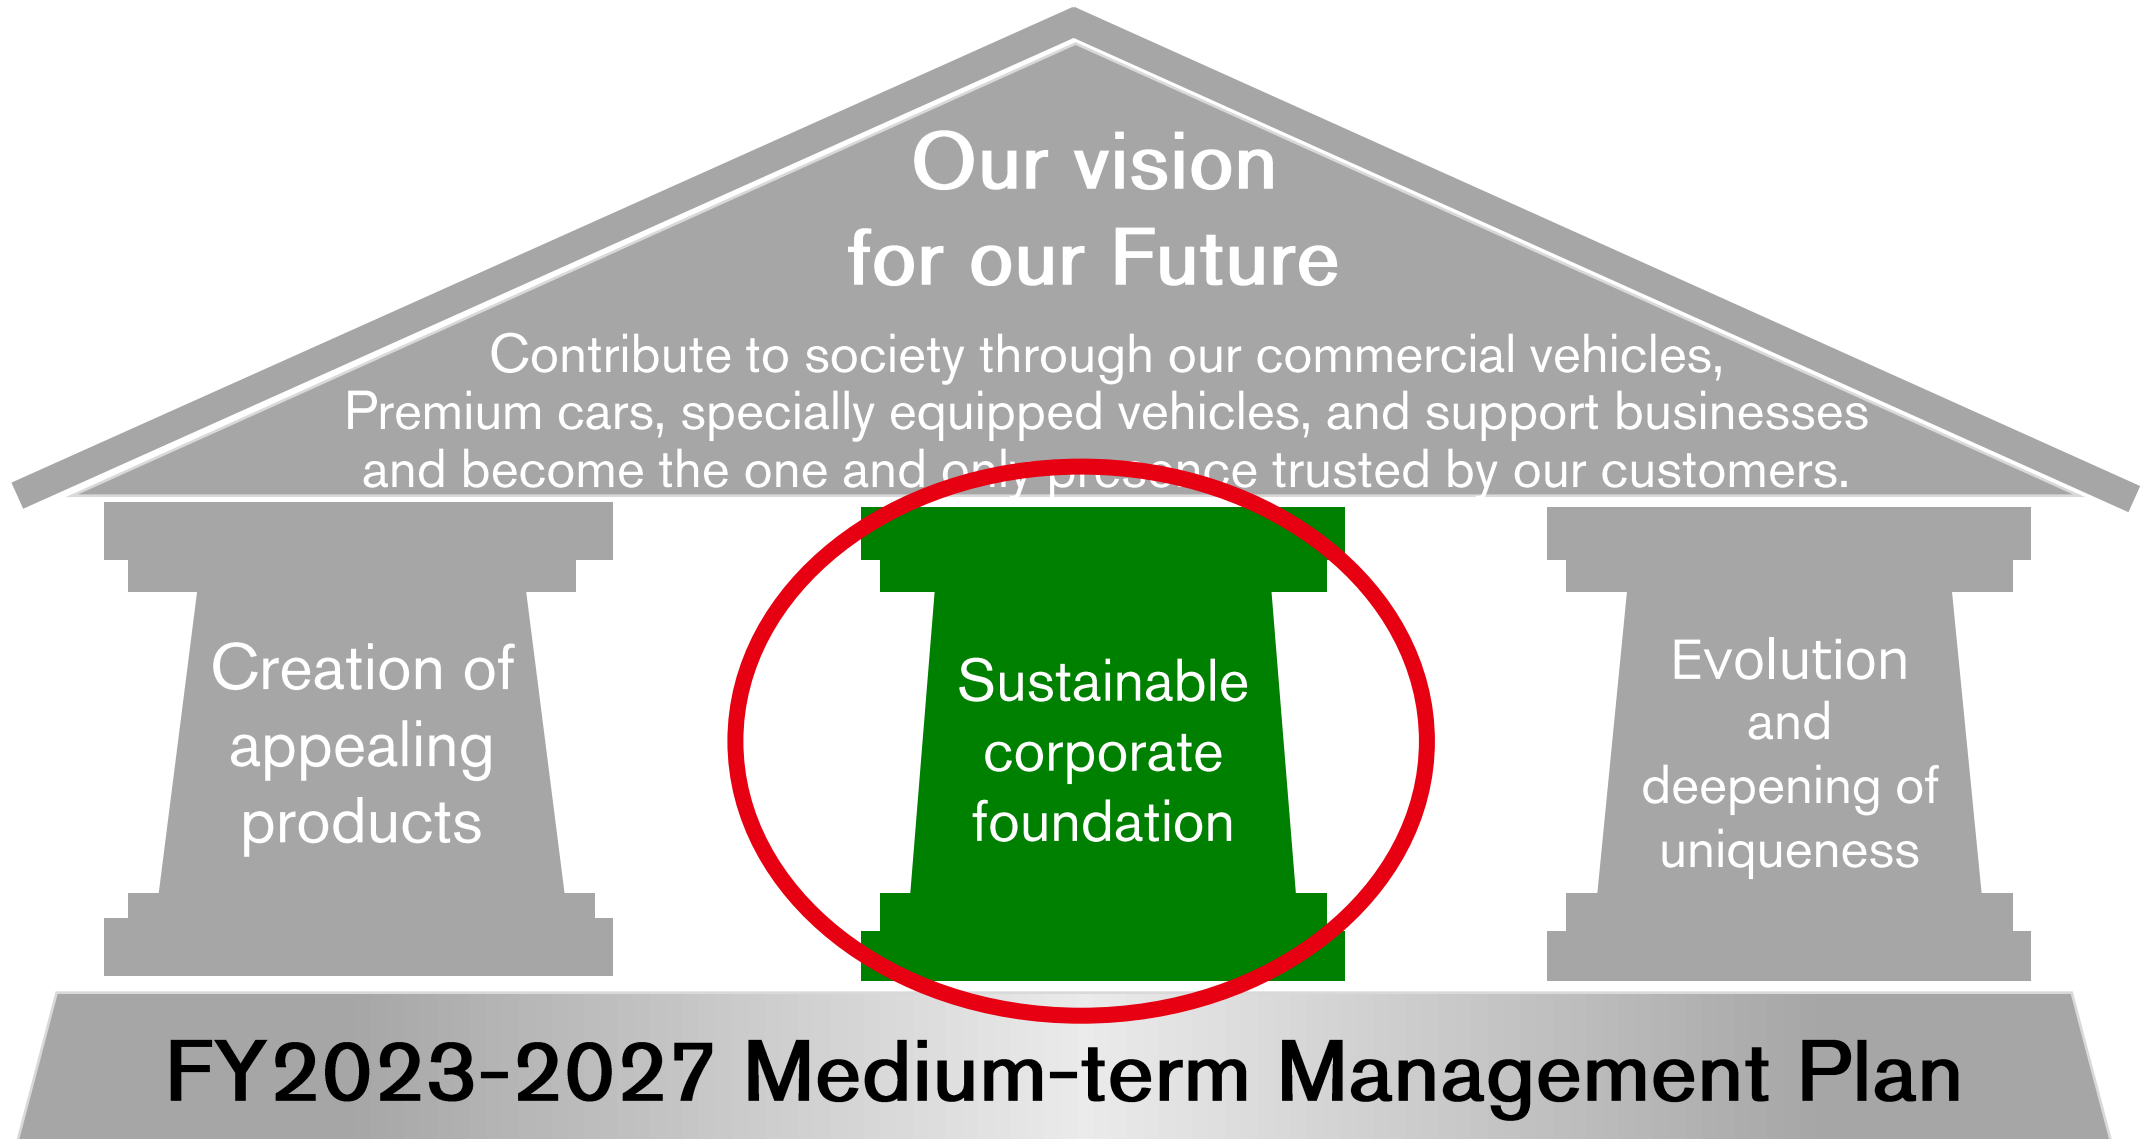 Our vision
for our Future
Contribute to society through our commercial vehicles,
Premium cars, specially equipped vehicles, and support businesses
and become the one and only presence trusted by our customers.
Creation of
appealing
products
Sustainable
corporate
foundation
Evolution
and
deepening of
uniqueness
FY2023-2027 Medium-term Management Plan